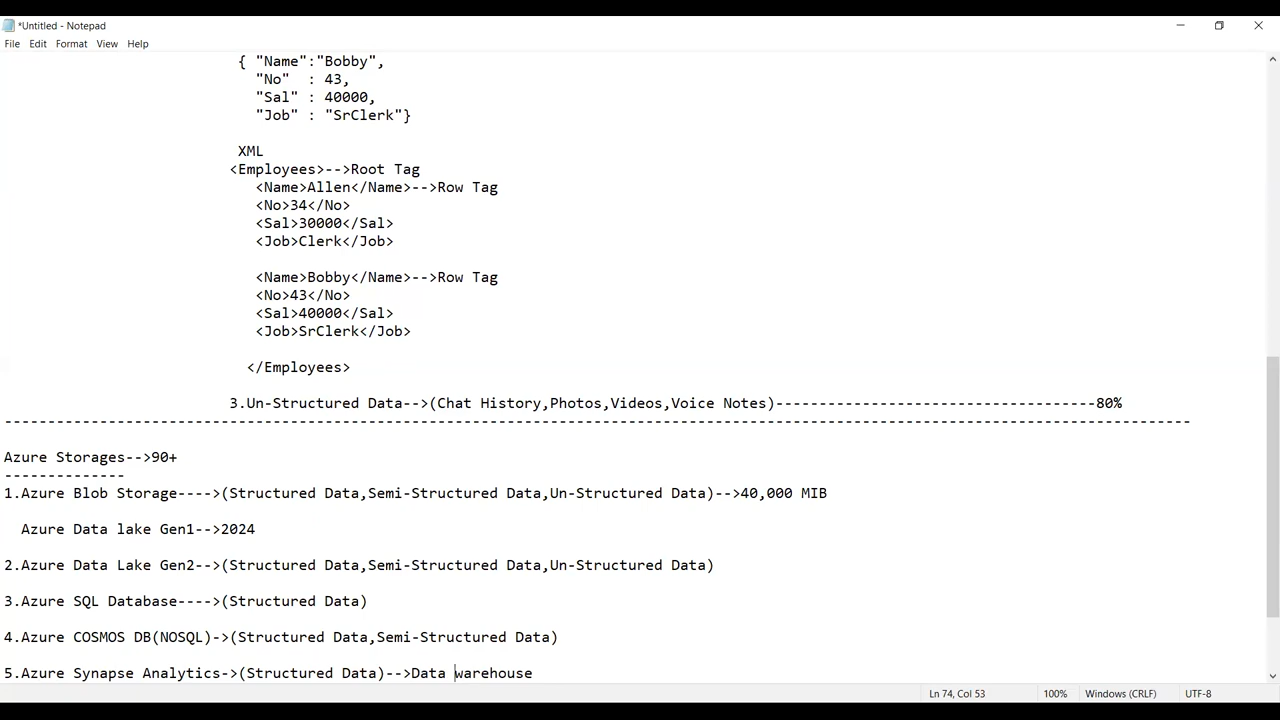 *Untitled - Notepad
File Edit Format View Help
{ "Name":"Bobby",
"No" : 43,
"Sal" : 40000,
"Job" : "SrClerk"}
XML
<Employees>-->Root Tag
<Name>Allen</Name>-->Row Tag
<No>34</No>
<Sal>30000</Sal>
<Job>Clerk</Job>
<Name>Bobby</Name>-->Row Tag
<No>43</No>
<Sal>40000</Sal>
<Job>SrClerk</Job>
</Employees>
3.Un-Structured Data-->(Chat History,Photos,Videos,Voice Notes)-------------------------------------80%
------------------------------------------------------------------------------------------------------------------------------------------
Azure Storages-->90+
--------------
1.Azure Blob Storage---->(Structured Data,Semi-Structured Data,Un-Structured Data)-->40,000 MIB
Azure Data lake Gen1-->2024
2.Azure Data Lake Gen2-->(Structured Data,Semi-Structured Data,Un-Structured Data)
3.Azure SQL Database---->(Structured Data)
4.Azure COSMOS DB(NOSQL)->(Structured Data,Semi-Structured Data)
5.Azure Synapse Analytics->(Structured Data)-->Data warehouse
Ln 74, Col 53 100% Windows (CRLF) UTF-8